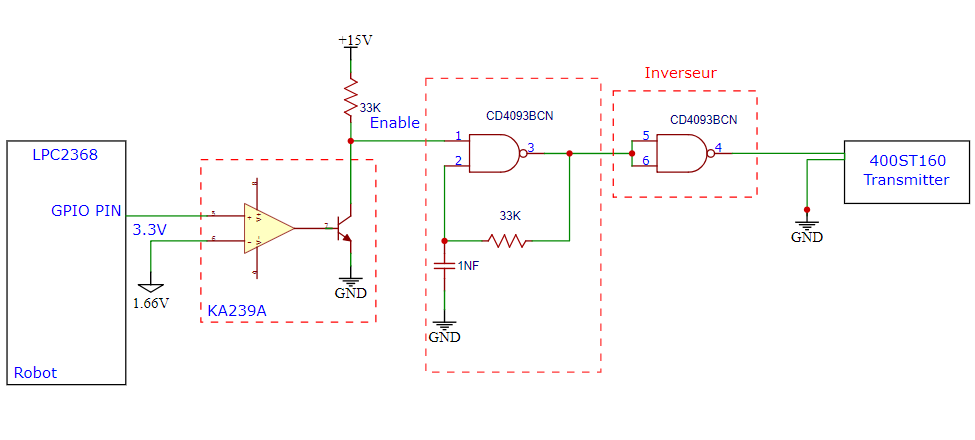 +15V
33K
Enable
Inverseur
CD4093BCN
CD4093BCN
1
2
3
5
6
4
LPC2368
GPIO PIN
3.3V
400ST160
Transmitter
33K
GND
1NF
1.66V
GND
KA239A
GND
Robot